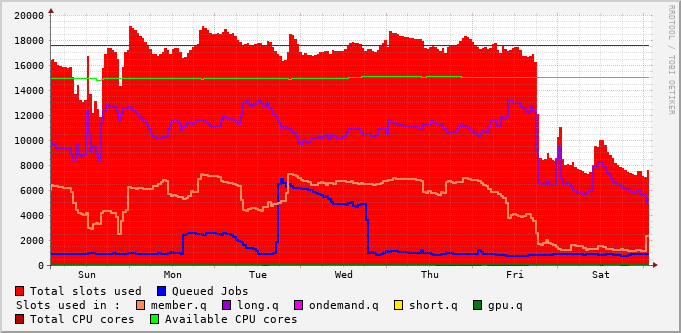 20000
18000
16000
14000
12000
10000
8000
6000
4000
2000
0
Sun Mon Tue Wed Thu Fri Sat
RRDTOOL / TOBI OETIKER
Total slots used Queued Jobs
Slots used in : member.q long.q ondemand.q short.q gpu.q
Total CPU cores Available CPU cores